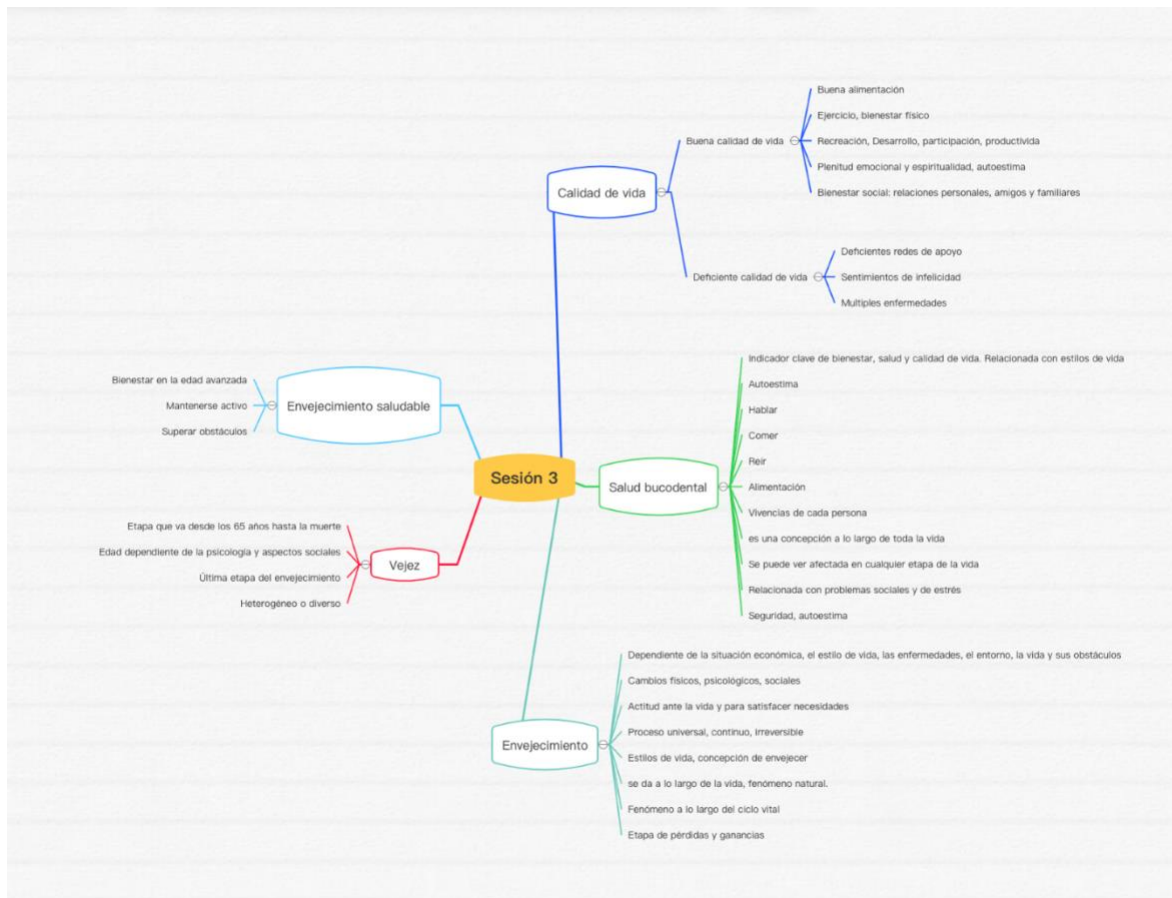 Sesión 3
Calidad de vida
Buena calidad de vida
Buena alimentación
Ejercicio, bienestar físico
Recreación, Desarrollo, participación, productivida
Plenitud emocional y espiritualidad, autoestima
Bienestar social: relaciones personales, amigos y familiares
Deficiente calidad de vida
Deficientes redes de apoyo
Sentimientos de infelicidad
Multiples enfermedades
Salud bucodental
Indicador clave de bienestar, salud y calidad de vida. Relacionada con estilos de vida
Autoestima
Hablar
Comer
Reir
Alimentación
Vivencias de cada persona
es una concepción a lo largo de toda la vida
Se puede ver afectada en cualquier etapa de la vida
Relacionada con problemas sociales y de estrés
Seguridad, autoestima
Envejecimiento
Dependiente de la situación económica, el estilo de vida, las enfermedades, el entorno, la vida y sus obstáculos
Cambios físicos, psicológicos, sociales
Actitud ante la vida y para satisfacer necesidades
Proceso universal, continuo, irreversible
Estilos de vida, concepción de envejecer
se da a lo largo de la vida, fenómeno natural.
Fenómeno a lo largo del ciclo vital
Etapa de pérdidas y ganancias
Vejez
Etapa que va desde los 65 años hasta la muerte
Edad dependiente de la psicología y aspectos sociales
Última etapa del envejecimiento
Heterogéneo o diverso
Envejecimiento saludable
Bienestar en la edad avanzada
Mantenerse activo
Superar obstáculos